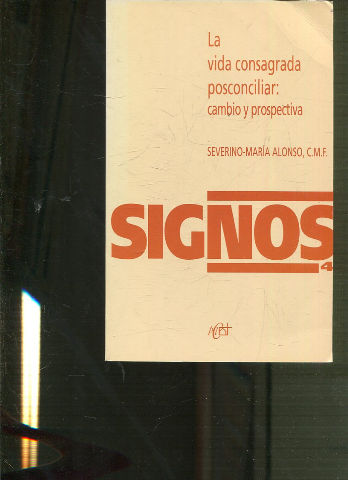 La
vida consagrada
posconciliar:
cambio y prospectiva
SEVERINO-MARÍA ALONSO, C.M.F.
SIGNOS
4